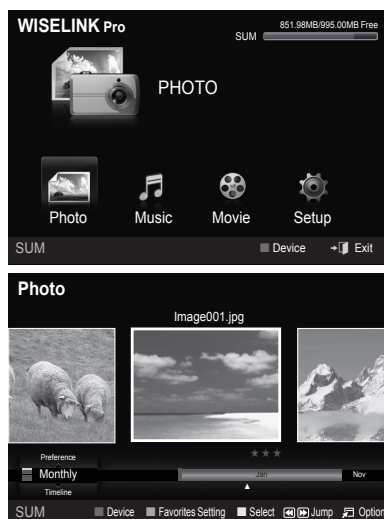 WISELINK Pro
851.98MB/995.00MB Free
SUM
PHOTO
Photo Music Movie Setup
SUM Device Exit
Photo
Image001.jpg
Preference
Monthly Jan Nov
Timeline
SUM Device Favorites Setting Select Jump Option